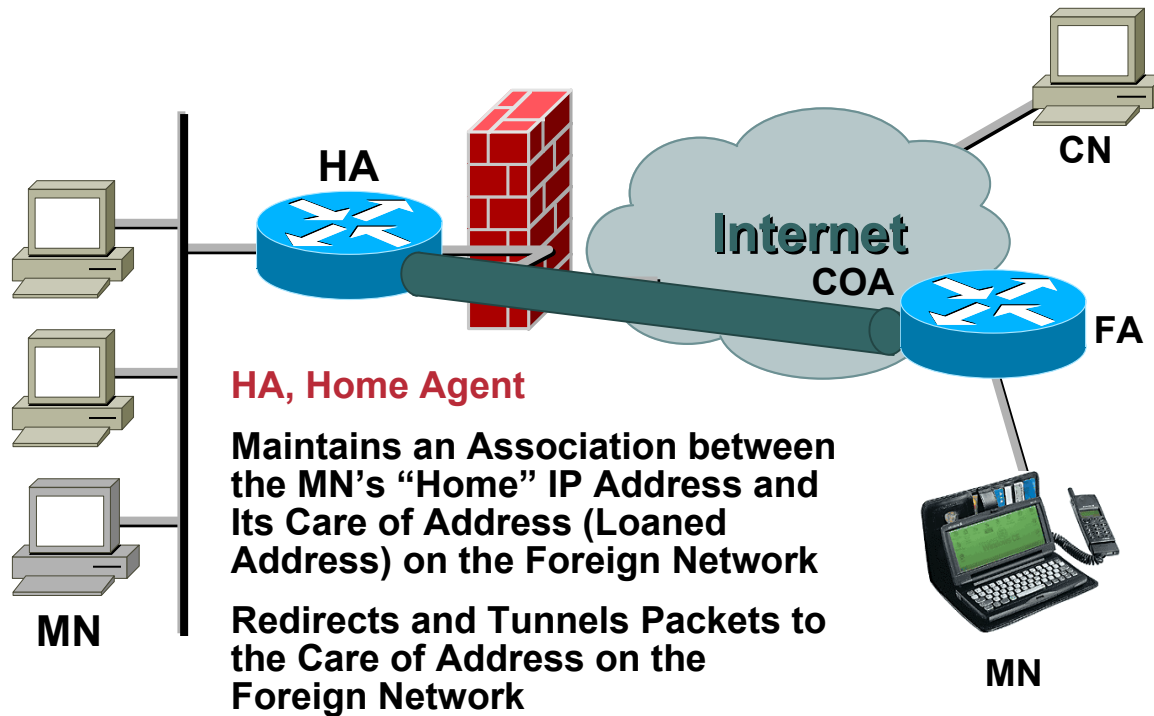 CN
HA
Internet
COA
FA
HA, Home Agent
Maintains an Association between
the MN’s “Home” IP Address and
Its Care of Address (Loaned
Address) on the Foreign Network
MN
Redirects and Tunnels Packets to
the Care of Address on the
Foreign Network
MN